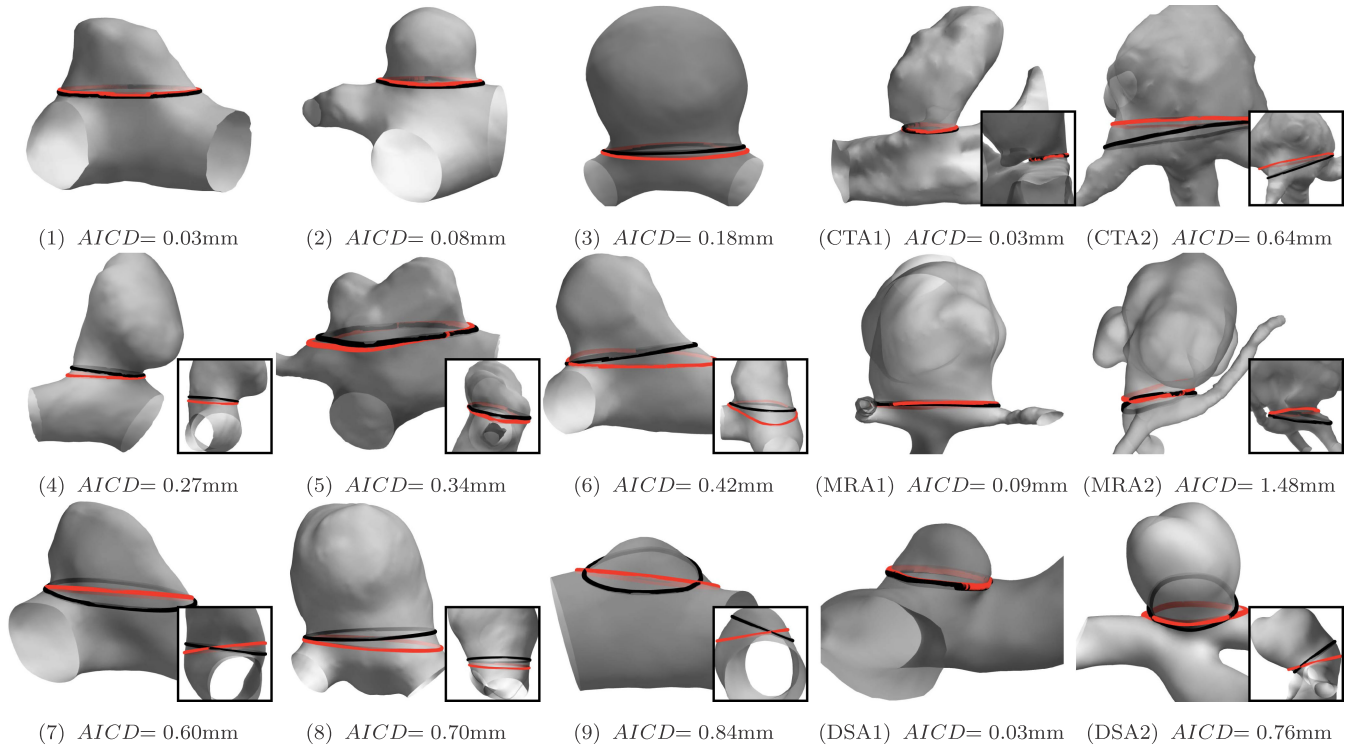 (1) AICD= 0.03mm
(2) AICD= 0.08mm
(3) AICD= 0.18mm
(CTA1) AICD= 0.03mm
(CTA2) AICD= 0.64mm
(4) AICD= 0.27mm
(5) AICD= 0.34mm
(6) AICD= 0.42mm
(MRA1) AICD= 0.09mm
(MRA2) AICD= 1.48mm
(7) AICD= 0.60mm
(8) AICD= 0.70mm
(9) AICD= 0.84mm
(DSA1) AICD= 0.03mm
(DSA2) AICD= 0.76mm